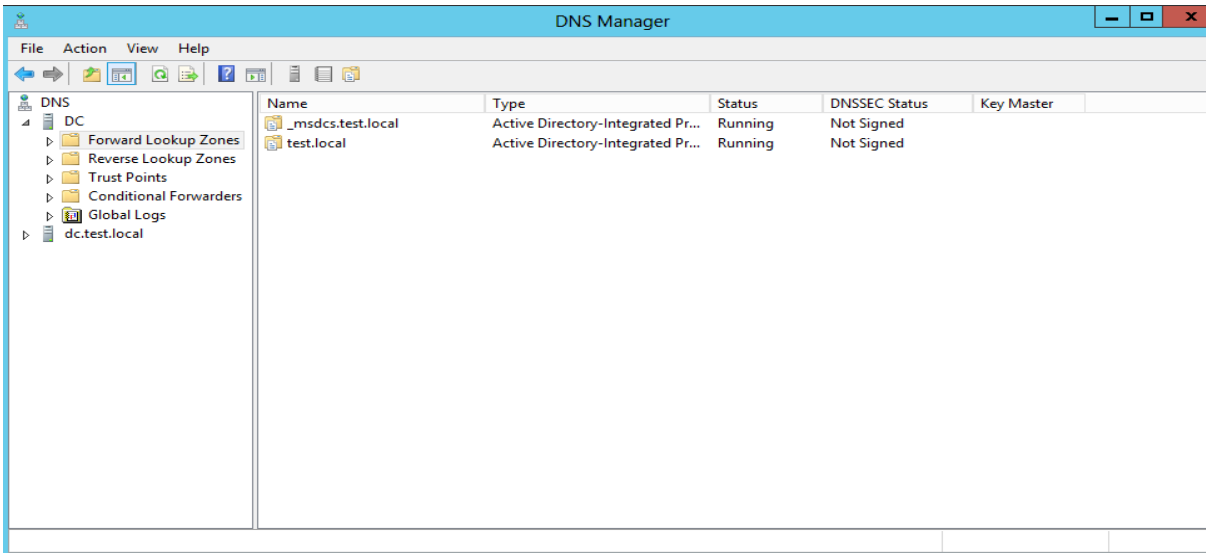 DNS Manager
File Action View Help
DNS
DC
Forward Lookup Zones
Reverse Lookup Zones
Trust Points
Conditional Forwarders
Global Logs
dc.test.local
Name Type Status DNSSEC Status Key Master
_msdcs.test.local Active Directory-Integrated Pr... Running Not Signed
test.local Active Directory-Integrated Pr... Running Not Signed